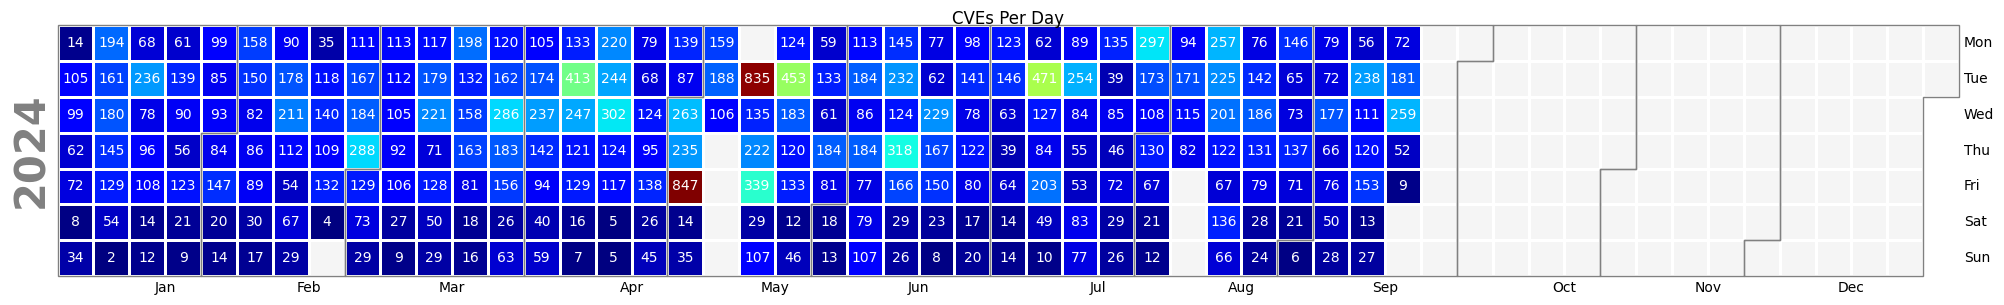 CVEs Per Day
14 194 68 61 99 158 90 35 111 113 117 198 120 105 133 220 79 139 159 124 59 113 145 77 98 123 62 89 135 297 94 257 76 146 79 56 72 Mon
105 161 236 139 85 150 178 118 167 112 179 132 162 174 413 244 68 87 188 835 453 133 184 232 62 141 146 471 254 39 173 171 225 142 65 72 238 181 Tue
99 180 78 90 93 82 211 140 184 105 221 158 286 237 247 302 124 263 106 135 183 61 86 124 229 78 63 127 84 85 108 115 201 186 73 177 111 259 Wed
62 145 96 56 84 86 112 109 288 92 71 163 183 142 121 124 95 235 222 120 184 184 318 167 122 39 84 55 46 130 82 122 131 137 66 120 52 Thu
72 129 108 123 147 89 54 132 129 106 128 81 156 94 129 117 138 847 339 133 81 77 166 150 80 64 203 53 72 67 67 79 71 76 153 9 Fri
8 54 14 21 20 30 67 4 73 27 50 18 26 40 16 5 26 14 29 12 18 79 29 23 17 14 49 83 29 21 136 28 21 50 13 Sat
34 2 12 9 14 17 29 29 9 29 16 63 59 7 5 45 35 107 46 13 107 26 8 20 14 10 77 26 12 66 24 6 28 27 Sun
2024
Jan Feb Mar Apr May Jun Jul Aug Sep Oct Nov Dec